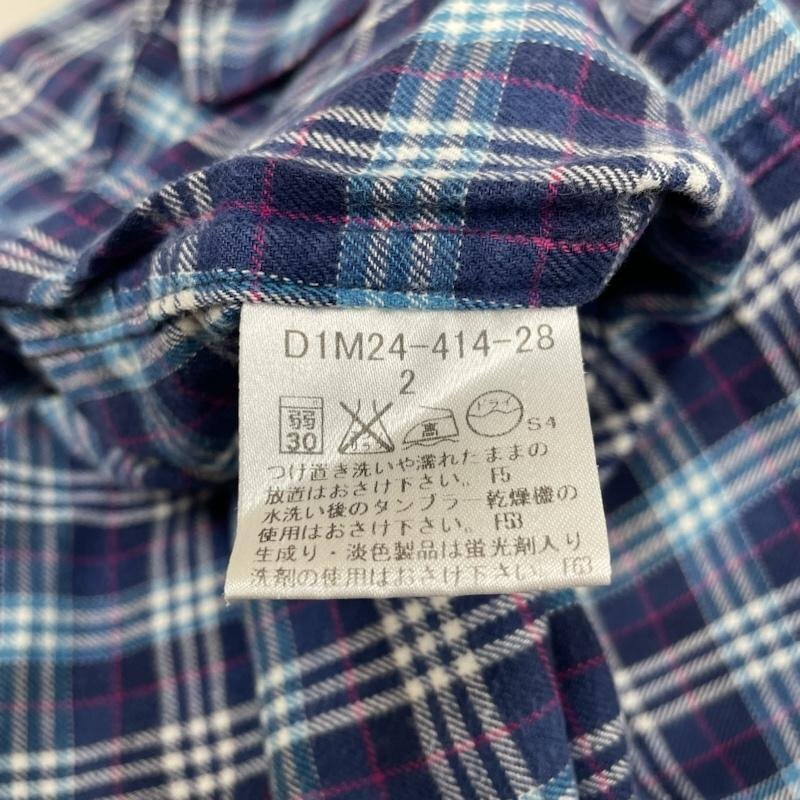 D1M24-414-28
2
弱 30 高 ドライ S4
つけ置き洗いや濡れたままの
放置はおさけ下さい。 F5
水洗い後のタンブラー乾燥機の
使用はおさけ下さい。 F53
生成り・淡色製品は蛍光剤入り
洗剤の使用はおさけ下さい。 F63